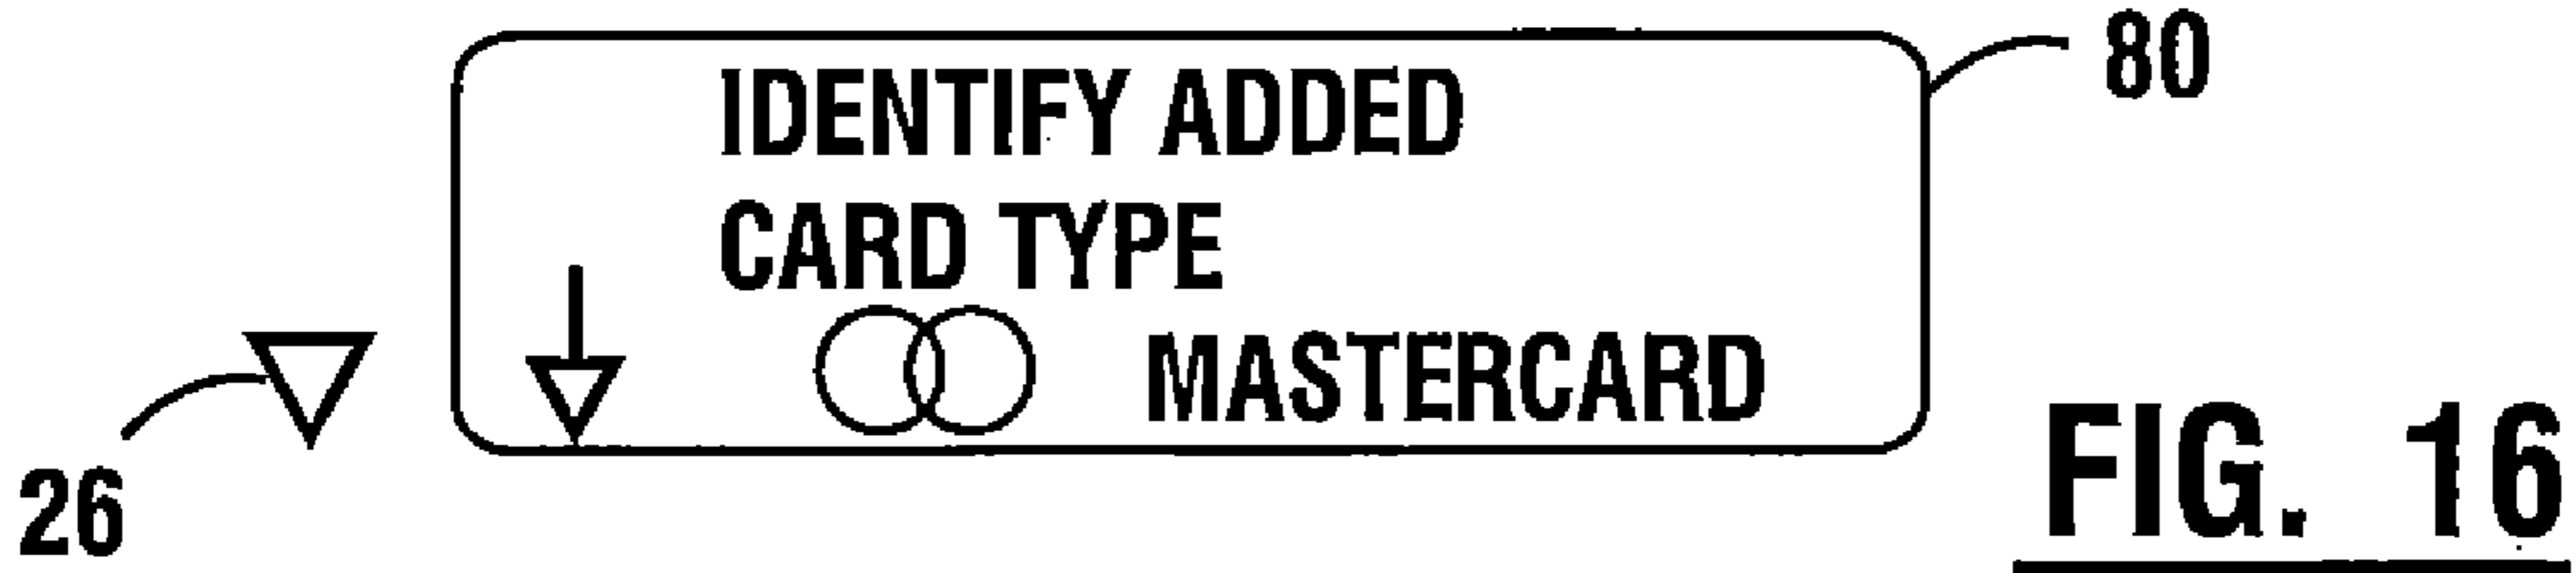 IDENTIFY ADDED
CARD TYPE
MASTERCARD
80
26
FIG. 16